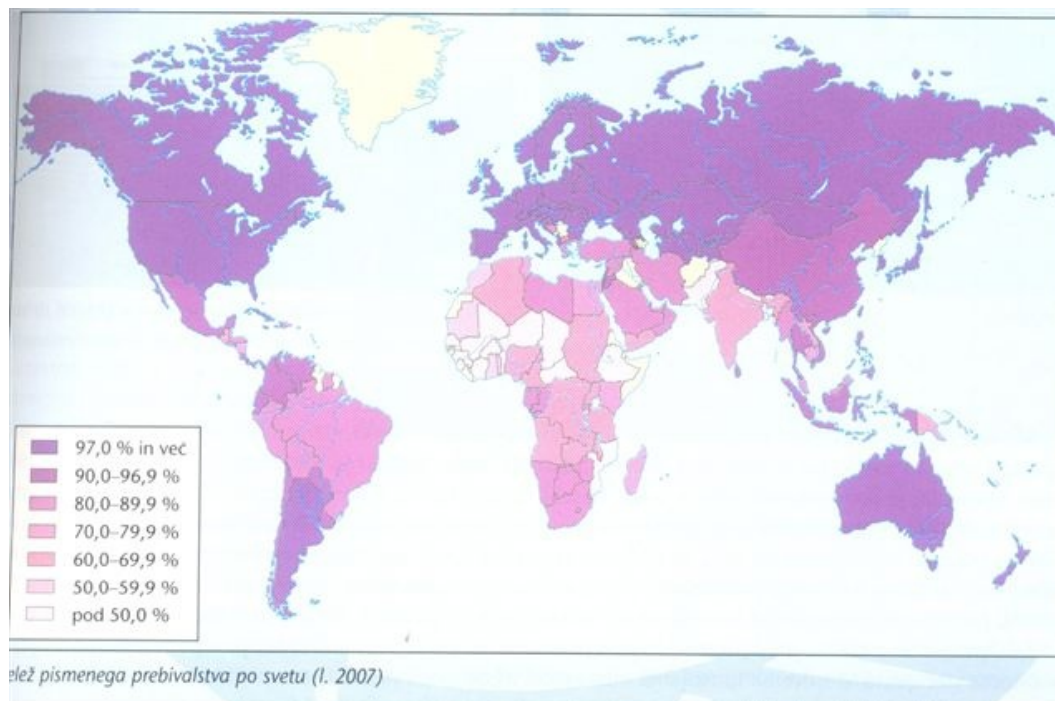 97,0 % in več
90,0–96,9 %
80,0–89,9 %
70,0–79,9 %
60,0–69,9 %
50,0–59,9 %
pod 50,0 %
elež pismenega prebivalstva po svetu (l. 2007)